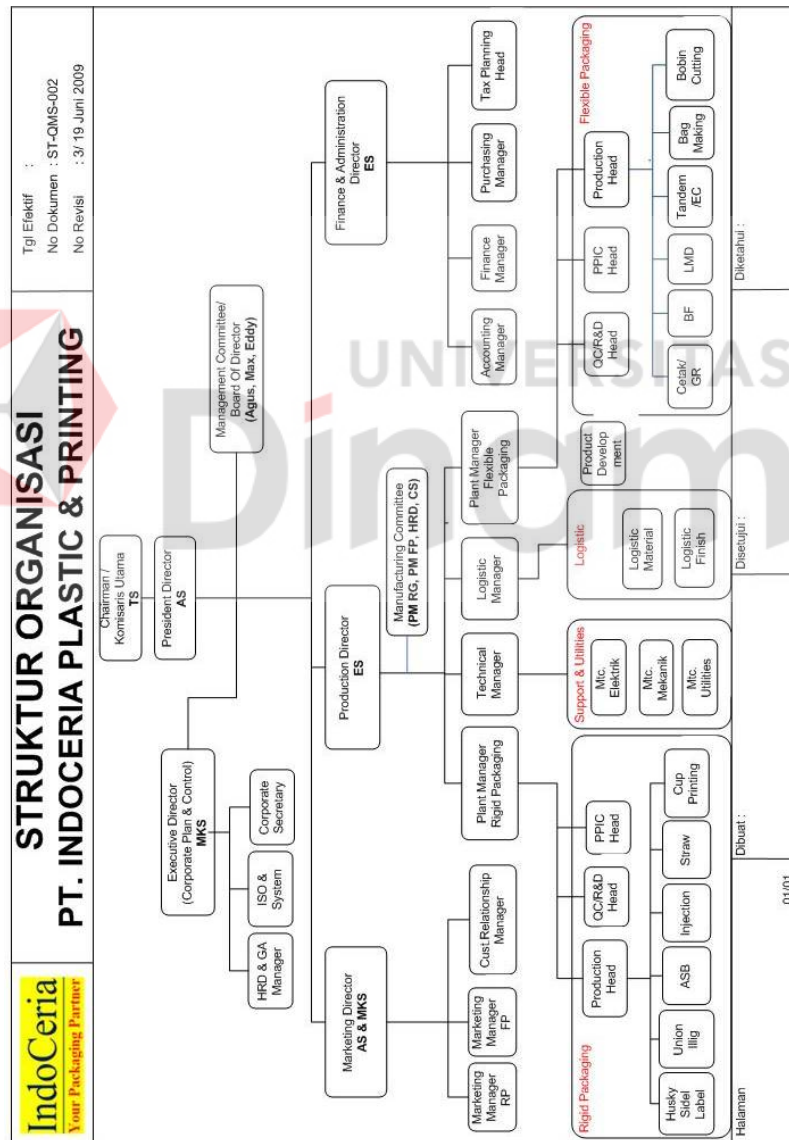 IndoCeria
Your Packaging Partner
STRUKTUR ORGANISASI
PT. INDOCERIA PLASTIC & PRINTING
Tgl Efektif :
No Dokumen : ST-QMS-002
No Revisi : 3/ 19 Juni 2009
Chairman /
Komisaris Utama
TS
President Director
AS
Executive Director
(Corporate Plan & Control)
MKS
Management Committee/
Board Of Director
(Agus, Max, Eddy)
HRD & GA
Manager
ISO &
System
Corporate
Secretary
Marketing Director
AS & MKS
Production Director
ES
Finance & Administration
Director
ES
Manufacturing Committee
(PM RG, PM FP, HRD, CS)
Marketing
Manager
RP
Marketing
Manager
FP
Cust.Relationship
Manager
Plant Manager
Rigid Packaging
Technical
Manager
Logistic
Manager
Plant Manager
Flexible
Packaging
Accounting
Manager
Finance
Manager
Purchasing
Manager
Tax Planning
Head
Rigid Packaging
Production
Head
QC/R&D
Head
PPIC
Head
Husky
Sidel
Label
Union
Illig
ASB
Injection
Straw
Cup
Printing
Support & Utilities
Mtc.
Elektrik
Mtc.
Mekanik
Mtc.
Utilities
Logistic
Logistic
Material
Logistic
Finish
Product
Develop
ment
Flexible Packaging
QC/R&D
Head
PPIC
Head
Production
Head
Cetak/
GR
BF
LMD
Tandem
/EC
Bag
Making
Bobin
Cutting
Halaman
01/01
Dibuat :
Disetujui :
Diketahui :
UNIVERSITAS
Dinam